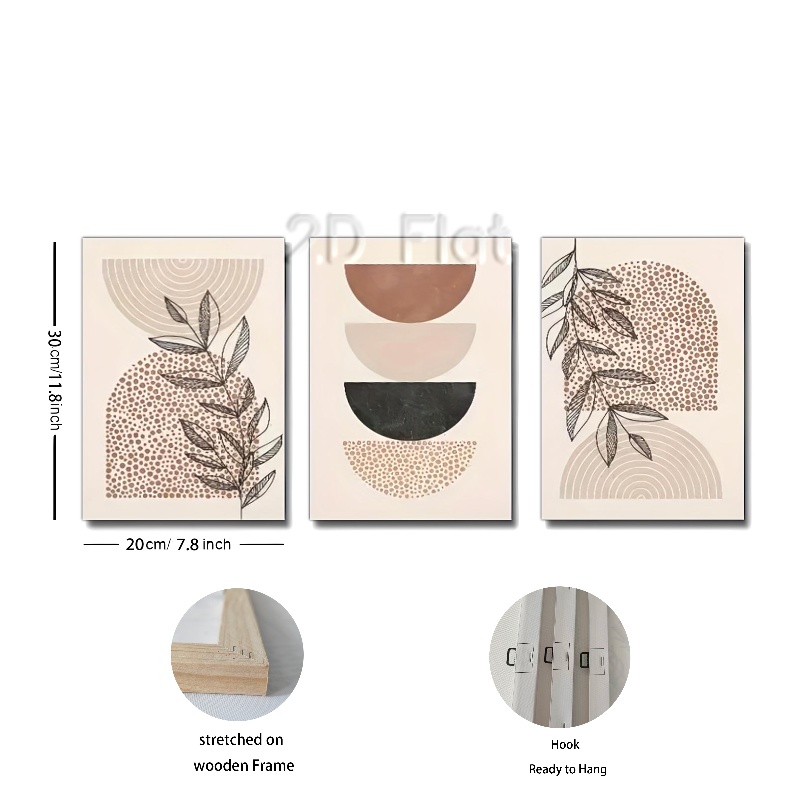 2D Flat
30cm/11.8inch
20cm/ 7.8 inch
stretched on
wooden Frame
Hook
Ready to Hang